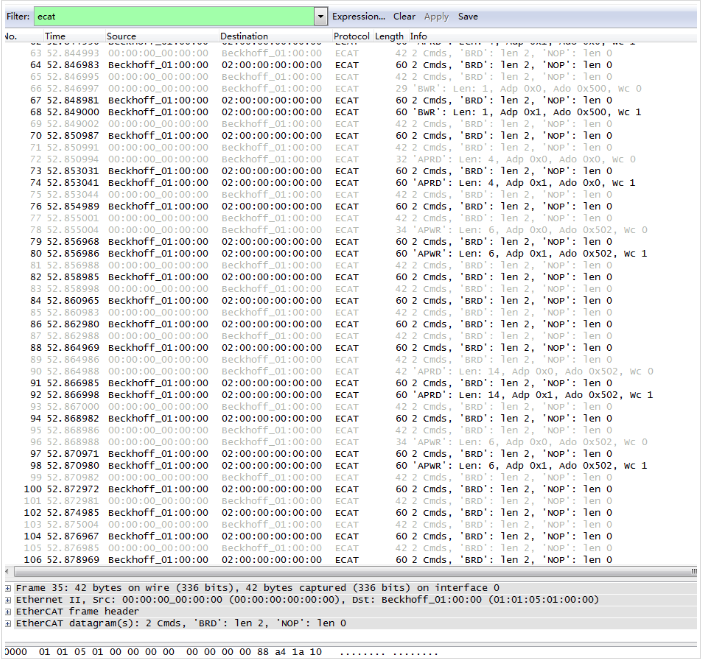 Filter: ecat Expression... Clear Apply Save
No. Time Source Destination Protocol Length Info
63 52.844993 00:00:00_00:00:00 Beckhoff_01:00:00 ECAT 42 2 Cmds, 'BRD': len 2, 'NOP': len 0
64 52.846983 Beckhoff_01:00:00 02:00:00:00:00:00 ECAT 60 2 Cmds, 'BRD': len 2, 'NOP': len 0
65 52.846995 00:00:00_00:00:00 Beckhoff_01:00:00 ECAT 42 2 Cmds, 'BRD': len 2, 'NOP': len 0
66 52.846997 00:00:00_00:00:00 Beckhoff_01:00:00 ECAT 29 'BWR': Len: 1, Adp 0x0, Ado 0x500, Wc 0
67 52.848981 Beckhoff_01:00:00 02:00:00:00:00:00 ECAT 60 2 Cmds, 'BRD': len 2, 'NOP': len 0
68 52.849000 Beckhoff_01:00:00 02:00:00:00:00:00 ECAT 60 'BWR': Len: 1, Adp 0x1, Ado 0x500, Wc 1
69 52.849002 00:00:00_00:00:00 Beckhoff_01:00:00 ECAT 42 2 Cmds, 'BRD': len 2, 'NOP': len 0
70 52.850987 Beckhoff_01:00:00 02:00:00:00:00:00 ECAT 60 2 Cmds, 'BRD': len 2, 'NOP': len 0
71 52.850991 00:00:00_00:00:00 Beckhoff_01:00:00 ECAT 42 2 Cmds, 'BRD': len 2, 'NOP': len 0
72 52.850994 00:00:00_00:00:00 Beckhoff_01:00:00 ECAT 32 'APRD': Len: 4, Adp 0x0, Ado 0x0, Wc 0
73 52.853031 Beckhoff_01:00:00 02:00:00:00:00:00 ECAT 60 2 Cmds, 'BRD': len 2, 'NOP': len 0
74 52.853041 Beckhoff_01:00:00 02:00:00:00:00:00 ECAT 60 'APRD': Len: 4, Adp 0x1, Ado 0x0, Wc 1
75 52.853044 00:00:00_00:00:00 Beckhoff_01:00:00 ECAT 42 2 Cmds, 'BRD': len 2, 'NOP': len 0
76 52.854989 Beckhoff_01:00:00 02:00:00:00:00:00 ECAT 60 2 Cmds, 'BRD': len 2, 'NOP': len 0
77 52.855001 00:00:00_00:00:00 Beckhoff_01:00:00 ECAT 42 2 Cmds, 'BRD': len 2, 'NOP': len 0
78 52.855004 00:00:00_00:00:00 Beckhoff_01:00:00 ECAT 34 'APWR': Len: 6, Adp 0x0, Ado 0x502, Wc 0
79 52.856968 Beckhoff_01:00:00 02:00:00:00:00:00 ECAT 60 2 Cmds, 'BRD': len 2, 'NOP': len 0
80 52.856986 Beckhoff_01:00:00 02:00:00:00:00:00 ECAT 60 'APWR': Len: 6, Adp 0x1, Ado 0x502, Wc 1
81 52.856988 00:00:00_00:00:00 Beckhoff_01:00:00 ECAT 42 2 Cmds, 'BRD': len 2, 'NOP': len 0
82 52.858985 Beckhoff_01:00:00 02:00:00:00:00:00 ECAT 60 2 Cmds, 'BRD': len 2, 'NOP': len 0
83 52.858998 00:00:00_00:00:00 Beckhoff_01:00:00 ECAT 42 2 Cmds, 'BRD': len 2, 'NOP': len 0
84 52.860965 Beckhoff_01:00:00 02:00:00:00:00:00 ECAT 60 2 Cmds, 'BRD': len 2, 'NOP': len 0
85 52.860983 00:00:00_00:00:00 Beckhoff_01:00:00 ECAT 42 2 Cmds, 'BRD': len 2, 'NOP': len 0
86 52.862980 Beckhoff_01:00:00 02:00:00:00:00:00 ECAT 60 2 Cmds, 'BRD': len 2, 'NOP': len 0
87 52.862988 00:00:00_00:00:00 Beckhoff_01:00:00 ECAT 42 2 Cmds, 'BRD': len 2, 'NOP': len 0
88 52.864969 Beckhoff_01:00:00 02:00:00:00:00:00 ECAT 60 2 Cmds, 'BRD': len 2, 'NOP': len 0
89 52.864986 00:00:00_00:00:00 Beckhoff_01:00:00 ECAT 42 2 Cmds, 'BRD': len 2, 'NOP': len 0
90 52.864988 00:00:00_00:00:00 Beckhoff_01:00:00 ECAT 42 'APRD': Len: 14, Adp 0x0, Ado 0x502, Wc 0
91 52.866985 Beckhoff_01:00:00 02:00:00:00:00:00 ECAT 60 2 Cmds, 'BRD': len 2, 'NOP': len 0
92 52.866998 Beckhoff_01:00:00 02:00:00:00:00:00 ECAT 60 'APRD': Len: 14, Adp 0x1, Ado 0x502, Wc 1
93 52.867000 00:00:00_00:00:00 Beckhoff_01:00:00 ECAT 42 2 Cmds, 'BRD': len 2, 'NOP': len 0
94 52.868982 Beckhoff_01:00:00 02:00:00:00:00:00 ECAT 60 2 Cmds, 'BRD': len 2, 'NOP': len 0
95 52.868986 00:00:00_00:00:00 Beckhoff_01:00:00 ECAT 42 2 Cmds, 'BRD': len 2, 'NOP': len 0
96 52.868988 00:00:00_00:00:00 Beckhoff_01:00:00 ECAT 34 'APWR': Len: 6, Adp 0x0, Ado 0x502, Wc 0
97 52.870971 Beckhoff_01:00:00 02:00:00:00:00:00 ECAT 60 2 Cmds, 'BRD': len 2, 'NOP': len 0
98 52.870980 Beckhoff_01:00:00 02:00:00:00:00:00 ECAT 60 'APWR': Len: 6, Adp 0x1, Ado 0x502, Wc 1
99 52.870982 00:00:00_00:00:00 Beckhoff_01:00:00 ECAT 42 2 Cmds, 'BRD': len 2, 'NOP': len 0
100 52.872972 Beckhoff_01:00:00 02:00:00:00:00:00 ECAT 60 2 Cmds, 'BRD': len 2, 'NOP': len 0
101 52.872981 00:00:00_00:00:00 Beckhoff_01:00:00 ECAT 42 2 Cmds, 'BRD': len 2, 'NOP': len 0
102 52.874985 Beckhoff_01:00:00 02:00:00:00:00:00 ECAT 60 2 Cmds, 'BRD': len 2, 'NOP': len 0
103 52.875004 00:00:00_00:00:00 Beckhoff_01:00:00 ECAT 42 2 Cmds, 'BRD': len 2, 'NOP': len 0
104 52.876967 Beckhoff_01:00:00 02:00:00:00:00:00 ECAT 60 2 Cmds, 'BRD': len 2, 'NOP': len 0
105 52.876985 00:00:00_00:00:00 Beckhoff_01:00:00 ECAT 42 2 Cmds, 'BRD': len 2, 'NOP': len 0
106 52.878969 Beckhoff_01:00:00 02:00:00:00:00:00 ECAT 60 2 Cmds, 'BRD': len 2, 'NOP': len 0
Frame 35: 42 bytes on wire (336 bits), 42 bytes captured (336 bits) on interface 0
Ethernet II, Src: 00:00:00_00:00:00 (00:00:00:00:00:00), Dst: Beckhoff_01:00:00 (01:01:05:01:00:00)
EtherCAT frame header
EtherCAT datagram(s): 2 Cmds, 'BRD': len 2, 'NOP': len 0
0000 01 01 05 01 00 00 00 00 00 00 00 00 88 a4 1a 10 ........ ........